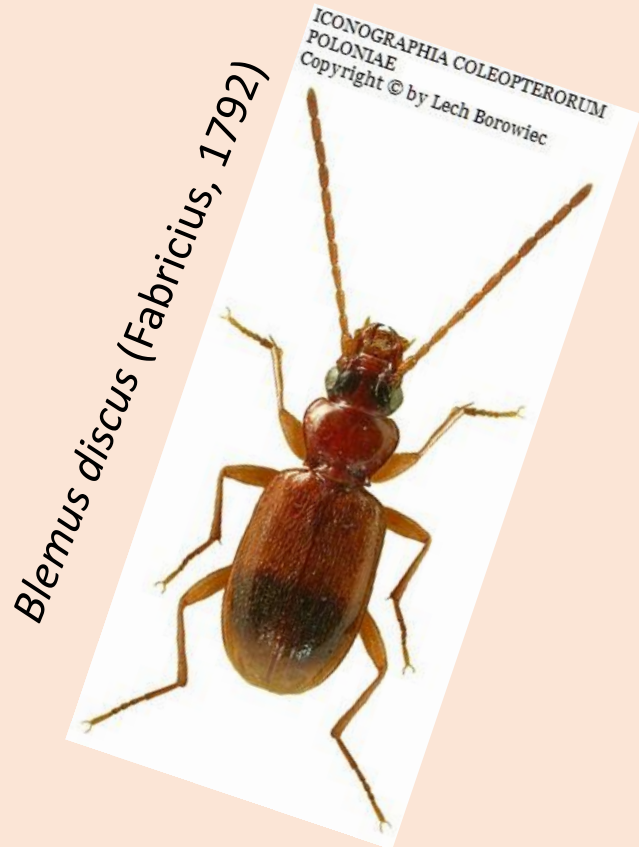 ICONOGRAPHIA COLEOPTERORUM
POLONIAE
Copyright © by Lech Borowiec
Blemus discus (Fabricius, 1792)